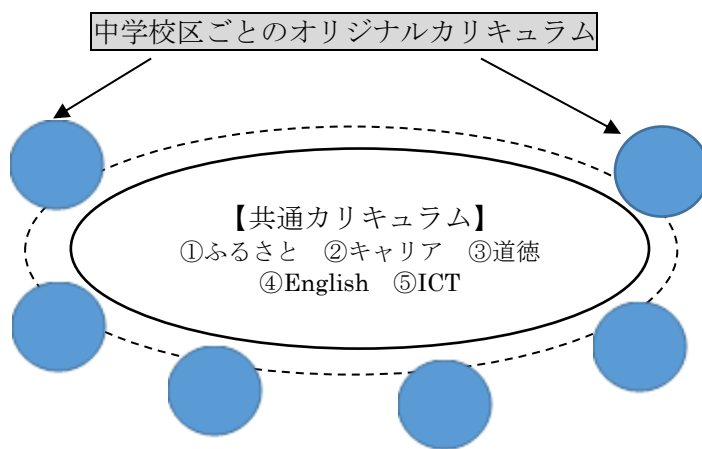 中学校区ごとのオリジナルカリキュラム
【共通カリキュラム】
①ふるさと　②キャリア　③道徳
④English　⑤ICT